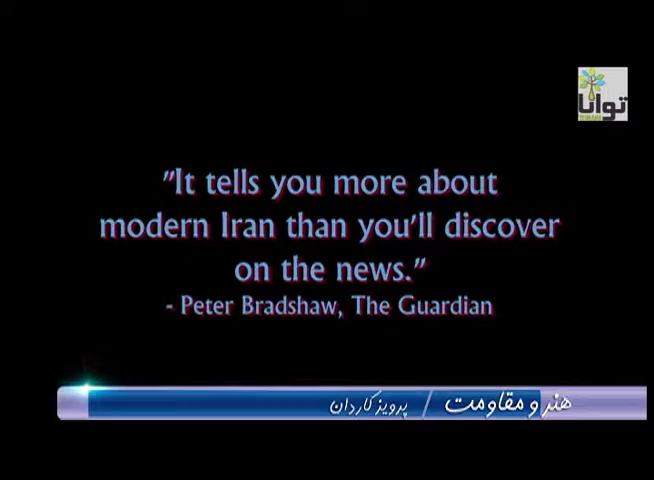 توانا
"It tells you more about
modern Iran than you'll discover
on the news."
- Peter Bradshaw, The Guardian
هنر و مقاومت / پرویز کاردان